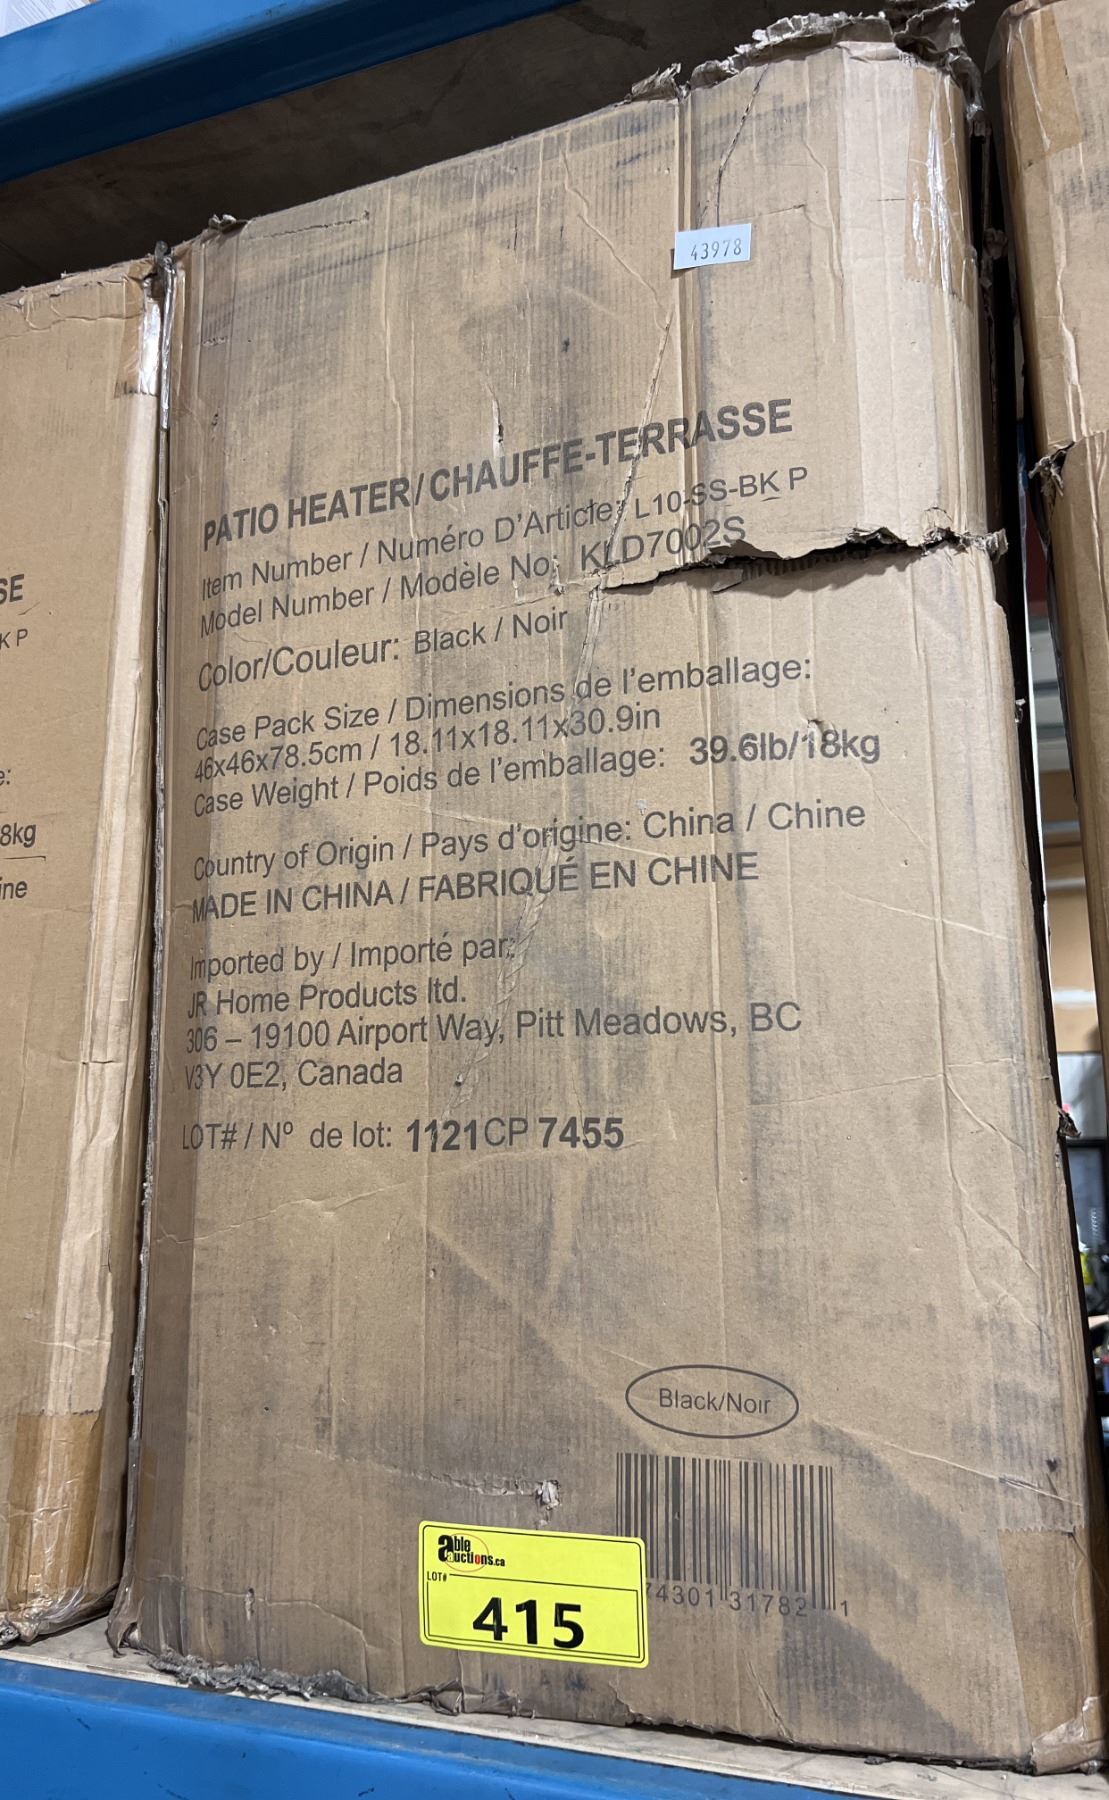 43978
PATIO HEATER/CHAUFFE-TERRASSE
Item Number / Numéro D'Article: L10-SS-BK P
Model Number / Modèle No: KLD7002S
Color/Couleur: Black / Noir
Case Pack Size / Dimensions de l'emballage:
46x46x78.5cm / 18.11x18.11x30.9in
Case Weight / Poids de l'emballage: 39.6lb/18kg
Country of Origin / Pays d'origine: China / Chine
MADE IN CHINA / FABRIQUÉ EN CHINE
Imported by / Importé par:
JR Home Products ltd.
306 – 19100 Airport Way, Pitt Meadows, BC
V3Y 0E2, Canada
LOT# / Nº de lot: 1121CP 7455
Black/Noir
74301 31782 1
able
auctions.ca
LOT#
415
SE
K P
e:
8kg
ine